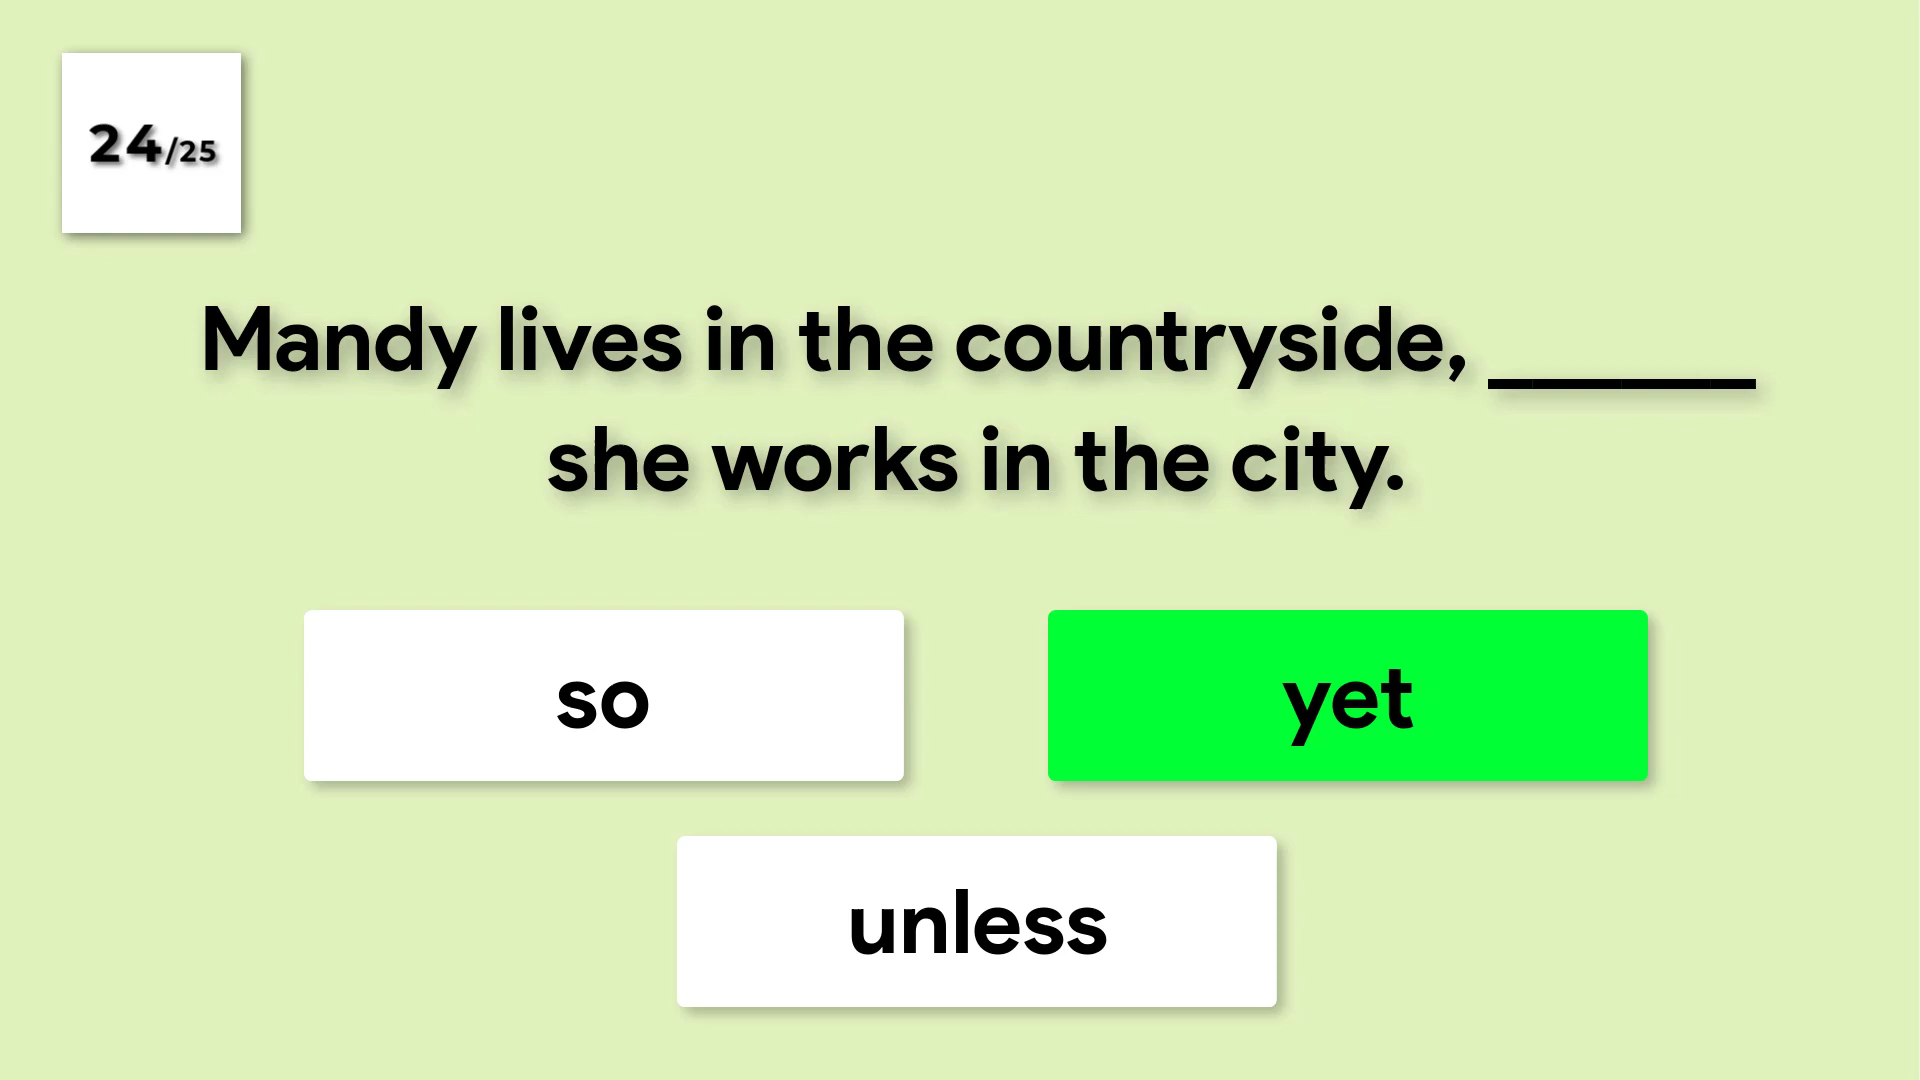 24/25
Mandy lives in the countryside, ______
she works in the city.
so
yet
unless